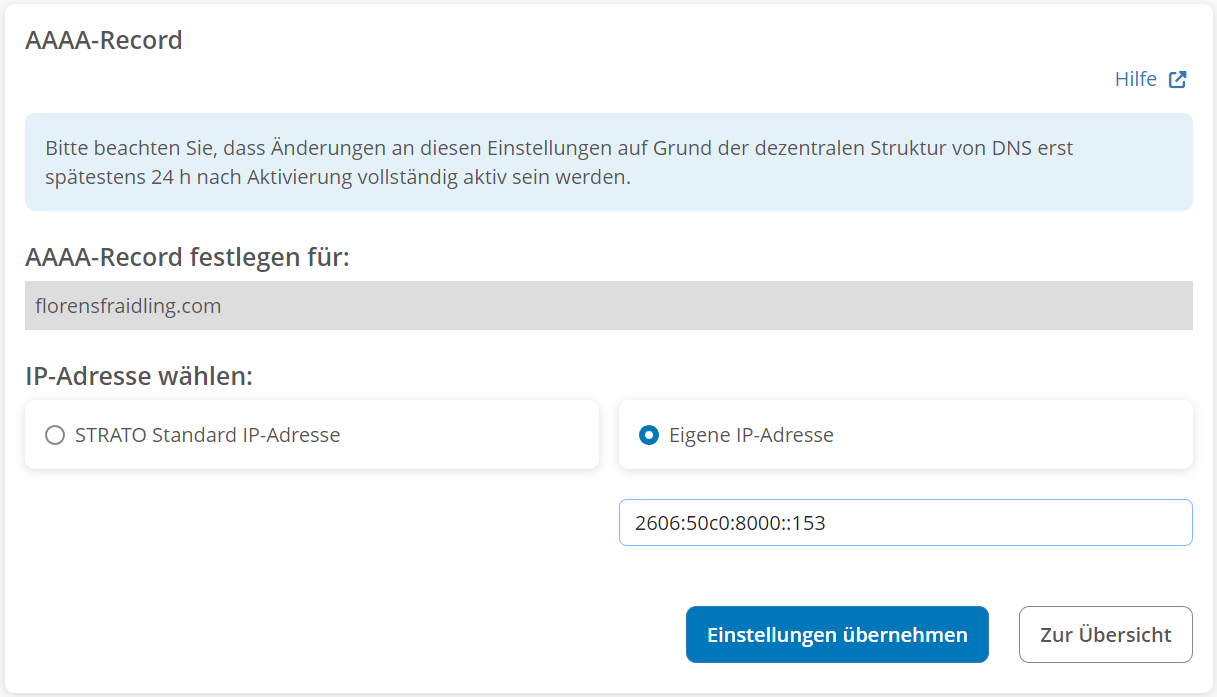 AAAA-Record
Hilfe
Bitte beachten Sie, dass Änderungen an diesen Einstellungen auf Grund der dezentralen Struktur von DNS erst
spätestens 24 h nach Aktivierung vollständig aktiv sein werden.
AAAA-Record festlegen für:
florensfraidling.com
IP-Adresse wählen:
STRATO Standard IP-Adresse
Eigene IP-Adresse
2606:50c0:8000::153
Einstellungen übernehmen
Zur Übersicht